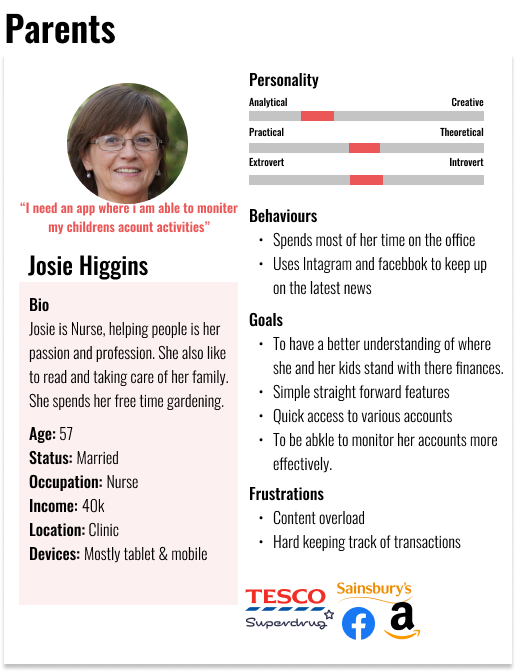 Parents
“I need an app where i am able to moniter
my childrens acount activities”
Josie Higgins
Bio
Josie is Nurse, helping people is her
passion and profession. She also like
to read and taking care of her family.
She spends her free time gardening.
Age: 57
Status: Married
Occupation: Nurse
Income: 40k
Location: Clinic
Devices: Mostly tablet & mobile
Personality
Analytical Creative
Practical Theoretical
Extrovert Introvert
Behaviours
• Spends most of her time on the office
• Uses Intagram and facebbok to keep up
on the latest news
Goals
• To have a better understanding of where
she and her kids stand with there finances.
• Simple straight forward features
• Quick access to various accounts
• To be abkle to monitor her accounts more
effectively.
Frustrations
• Content overload
• Hard keeping track of transactions
TESCO
Sainsbury's
Superdrug
f
a